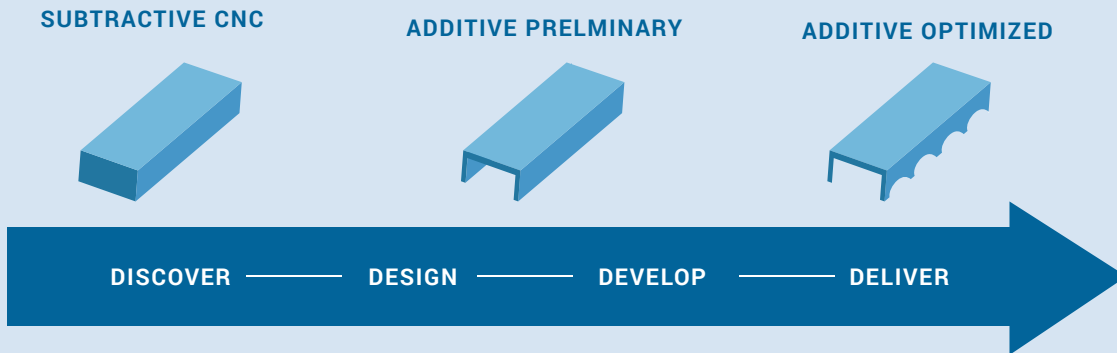 SUBTRACTIVE CNC
ADDITIVE PRELMINARY
ADDITIVE OPTIMIZED
DISCOVER
DESIGN
DEVELOP
DELIVER